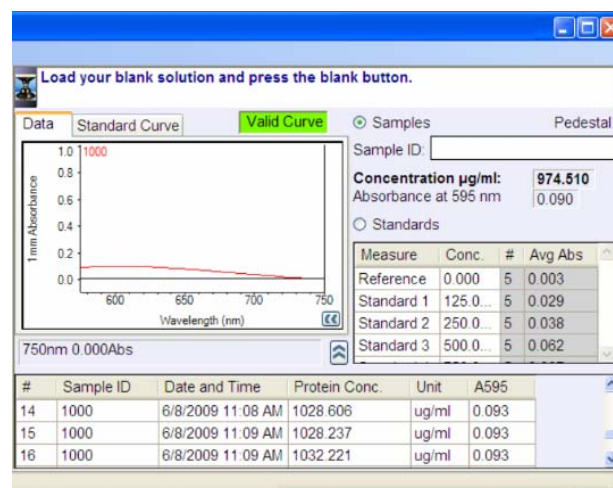 Load your blank solution and press the blank button.
Data Standard Curve Valid Curve Samples Pedestal
Sample ID:
Concentration µg/ml: 974.510
Absorbance at 595 nm 0.090
Standards
1000
1.0
0.8
0.6
0.4
0.2
0.0
1mm Absorbance
600 650 700 750
Wavelength (nm)
750nm 0.000Abs
Measure Conc. # Avg Abs
Reference 0.000 5 0.003
Standard 1 125.0... 5 0.029
Standard 2 250.0... 5 0.038
Standard 3 500.0... 5 0.062
# Sample ID Date and Time Protein Conc. Unit A595
14 1000 6/8/2009 11:08 AM 1028.606 ug/ml 0.093
15 1000 6/8/2009 11:09 AM 1028.237 ug/ml 0.093
16 1000 6/8/2009 11:09 AM 1032.221 ug/ml 0.093